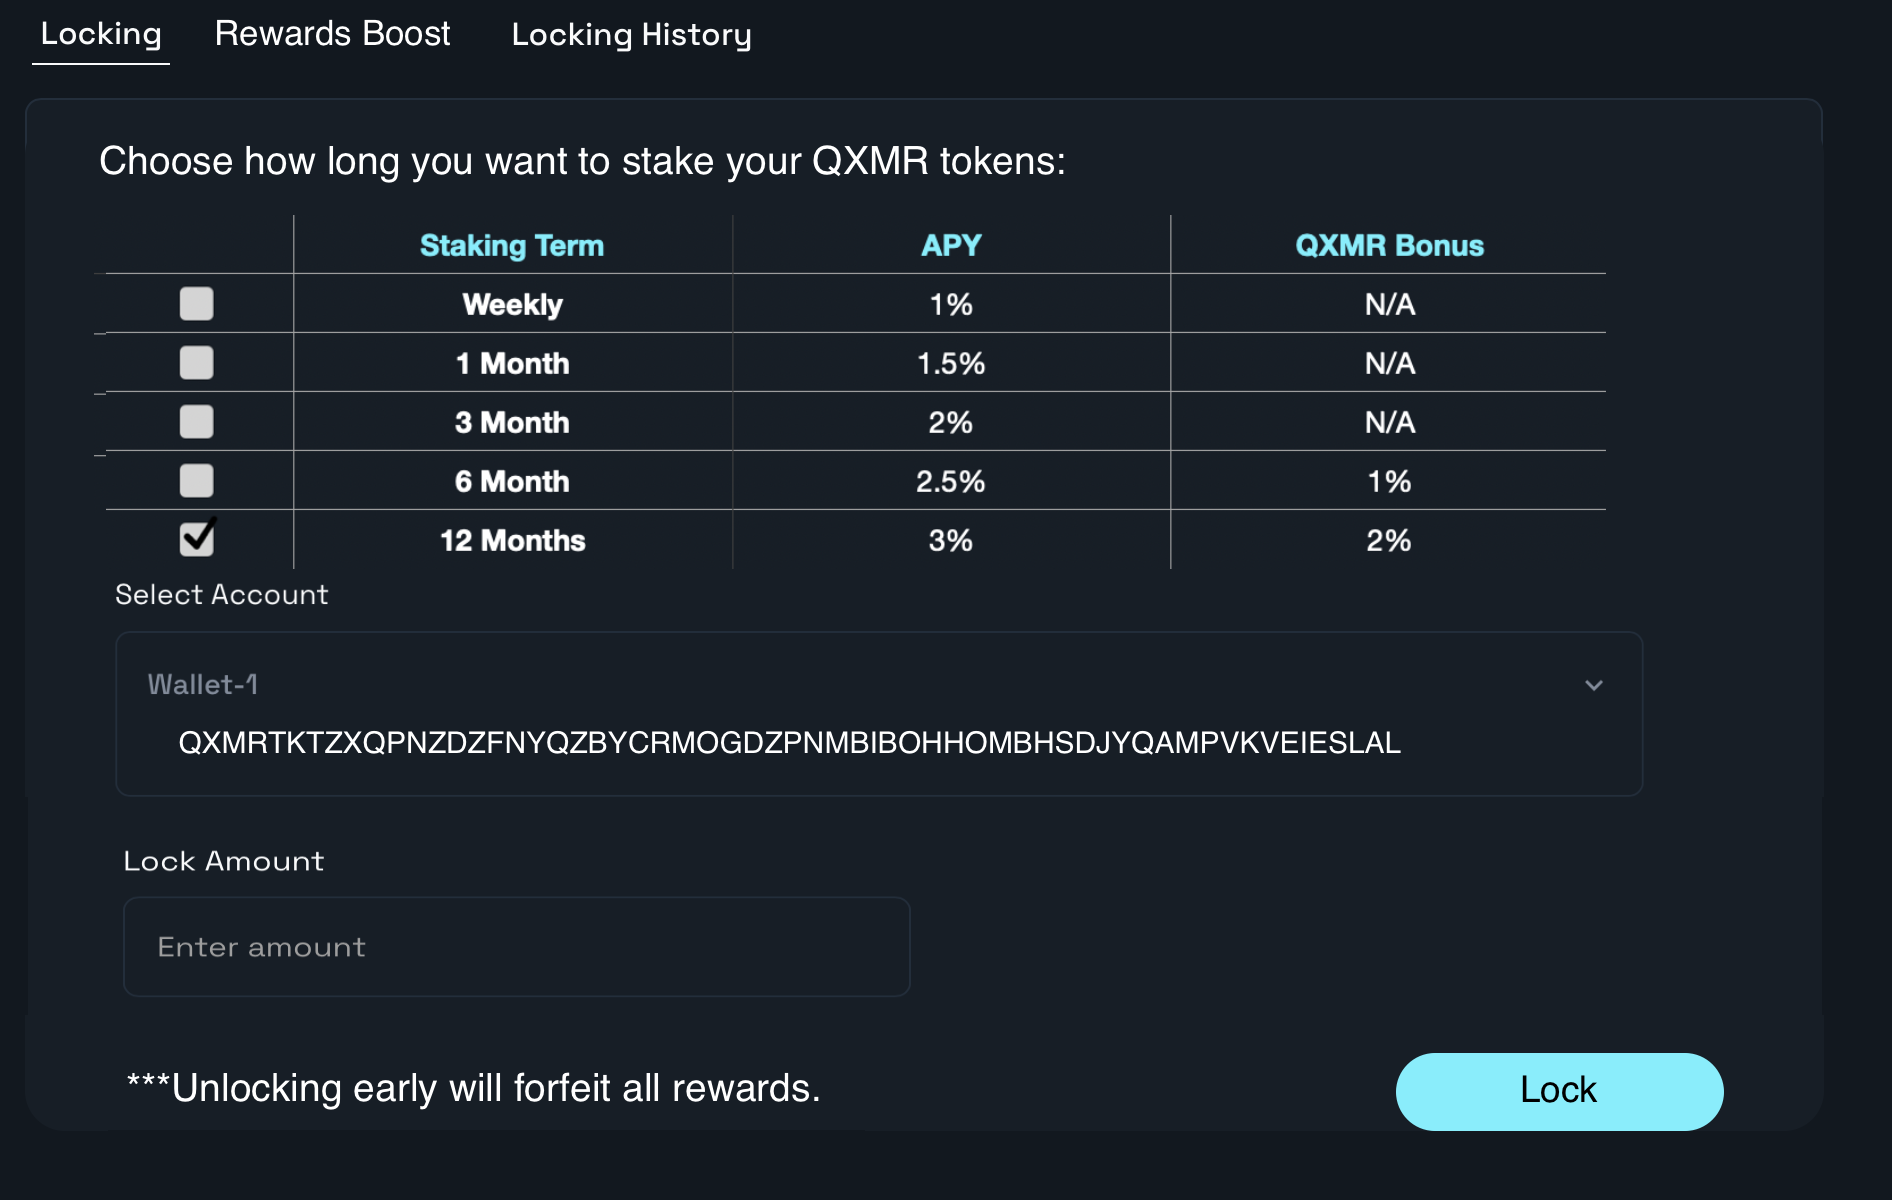 Locking Rewards Boost Locking History
Choose how long you want to stake your QXMR tokens:
Staking Term APY QXMR Bonus
Weekly 1% N/A
1 Month 1.5% N/A
3 Month 2% N/A
6 Month 2.5% 1%
12 Months 3% 2%
Select Account
Wallet-1
QXMRTKTZXQPNZDZFNYQZBYCRMOGDZPNMBIBOHHOMBHSDJYQAMPVKVEIESLAL
Lock Amount
Enter amount
***Unlocking early will forfeit all rewards.
Lock